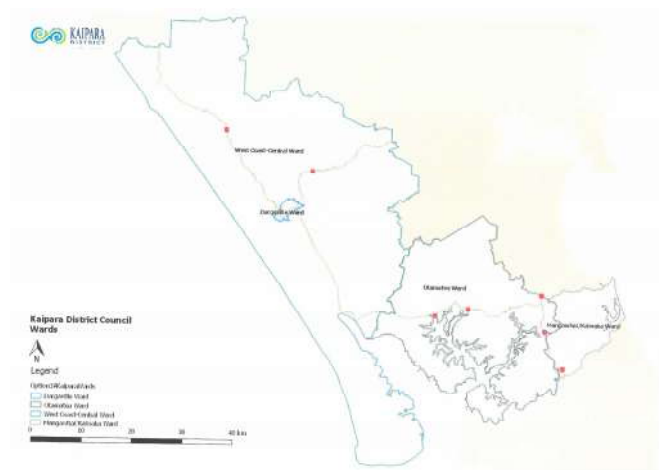 KAIPARA
DISTRICT
West Coast-Central Ward
Dargaville Ward
Otamatea Ward
Mangawhai/Kaiwaka Ward
Kaipara District Council
Wards
N
Legend
Dargaville Ward
Otamatea Ward
West Coast-Central Ward
Mangawhai Kaiwaka Ward
0 10 20 30 40 km